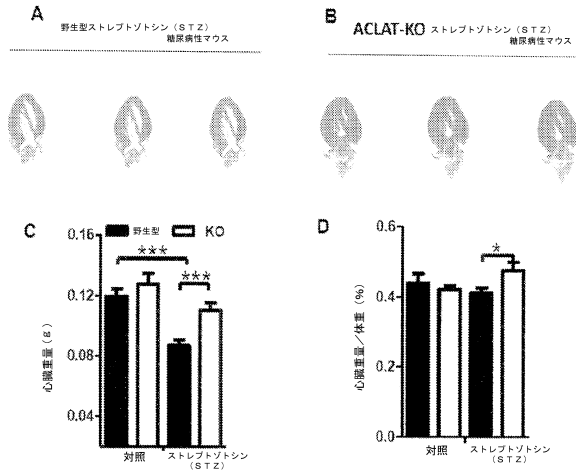 A
野生型ストレプトゾトシン(STZ)
糖尿病性マウス
B
ACLAT-KO ストレプトゾトシン(STZ)
糖尿病性マウス
C
野生型 KO
***
***
0.16
0.12
0.08
0.04
心臓重量(g)
対照
ストレプトゾトシン
(STZ)
D
*
0.6
0.4
0.2
0.0
心臓重量/体重(%)
対照
ストレプトゾトシン
(STZ)